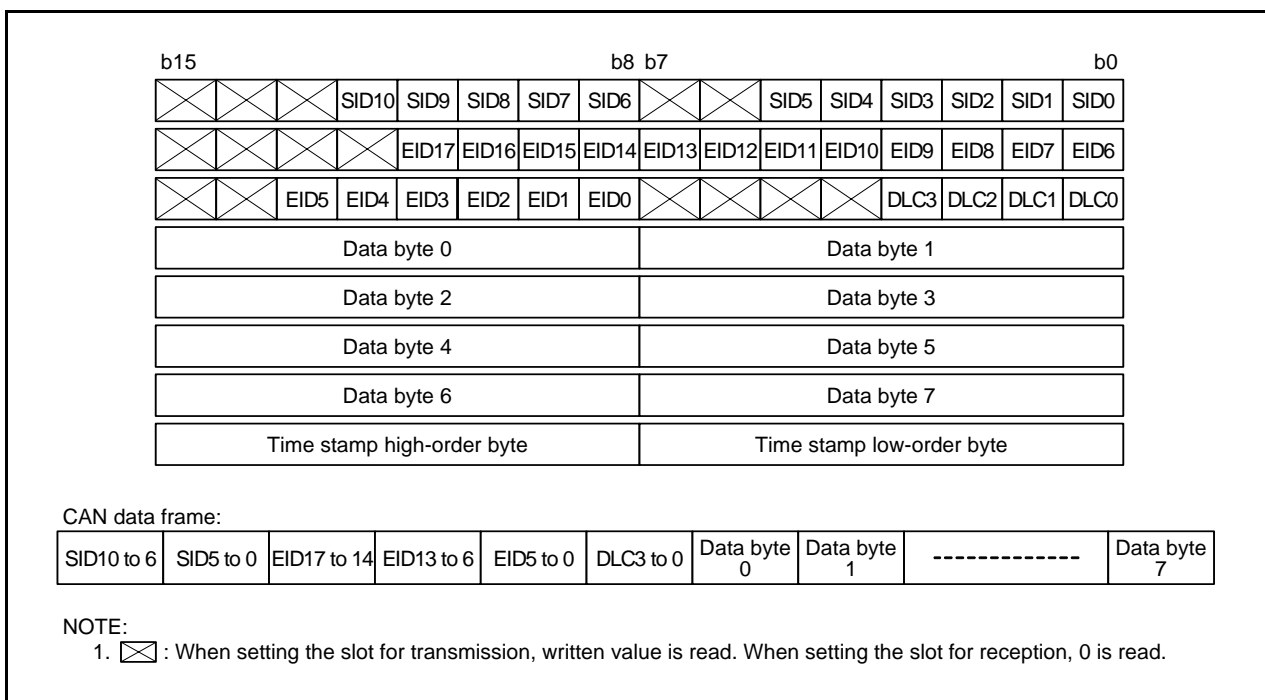 b15 b8 b7 b0
SID10 SID9 SID8 SID7 SID6 SID5 SID4 SID3 SID2 SID1 SID0
EID17 EID16 EID15 EID14 EID13 EID12 EID11 EID10 EID9 EID8 EID7 EID6
EID5 EID4 EID3 EID2 EID1 EID0 DLC3 DLC2 DLC1 DLC0
Data byte 0 Data byte 1
Data byte 2 Data byte 3
Data byte 4 Data byte 5
Data byte 6 Data byte 7
Time stamp high-order byte Time stamp low-order byte
CAN data frame:
SID10 to 6 SID5 to 0 EID17 to 14 EID13 to 6 EID5 to 0 DLC3 to 0 Data byte 0 Data byte 1 ------------- Data byte 7
NOTE:
1. : When setting the slot for transmission, written value is read. When setting the slot for reception, 0 is read.